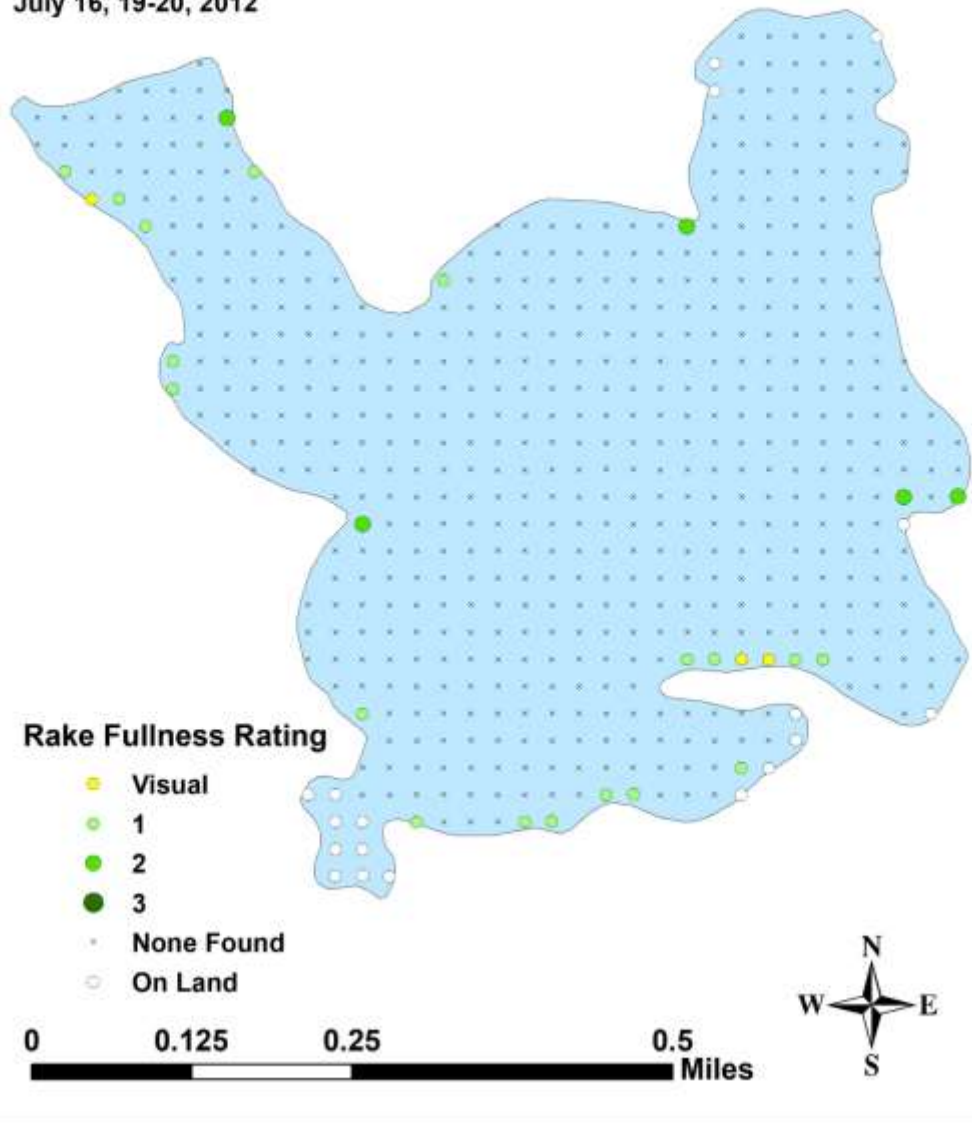 July 16, 19-20, 2012
Rake Fullness Rating
Visual
1
2
3
None Found
On Land
N
W E
S
0 0.125 0.25 0.5
Miles